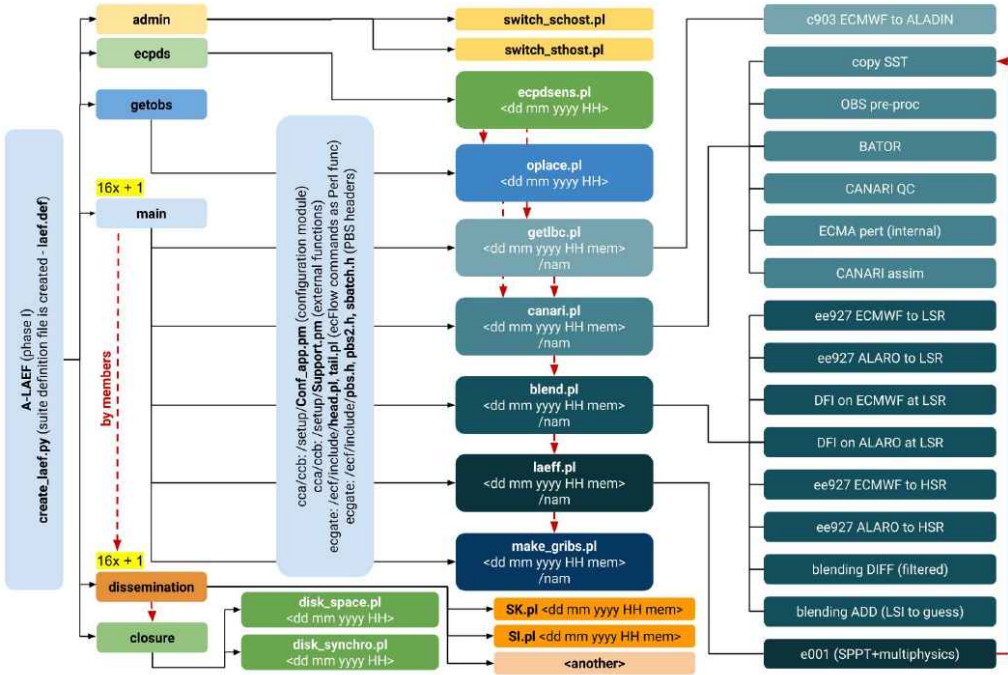 A-LAEF (phase I)
create_laef.py (suite definition file is created - laef.def)
admin
ecpds
getobs
16x + 1
main
by members
16x + 1
dissemination
closure
cca/ccb: /setup/Conf_app.pm (configuration module)
cca/ccb: /setup/Support.pm (external functions)
ecgate: /ecf/include/head.pl, tail.pl (ecFlow commands as Perl func)
ecgate: /ecf/include/pbs.h, pbs2.h, sbatch.h (PBS headers)
disk_space.pl
<dd mm yyyy HH>
disk_synchro.pl
<dd mm yyyy HH>
switch_schost.pl
switch_sthost.pl
ecpdsens.pl
<dd mm yyyy HH>
oplace.pl
<dd mm yyyy HH>
getlbc.pl
<dd mm yyyy HH mem>
/nam
canari.pl
<dd mm yyyy HH mem>
/nam
blend.pl
<dd mm yyyy HH mem>
/nam
laeff.pl
<dd mm yyyy HH mem>
/nam
make_gribs.pl
<dd mm yyyy HH mem>
/nam
SK.pl <dd mm yyyy HH mem>
SI.pl <dd mm yyyy HH mem>
<another>
c903 ECMWF to ALADIN
copy SST
OBS pre-proc
BATOR
CANARI QC
ECMA pert (internal)
CANARI assim
ee927 ECMWF to LSR
ee927 ALARO to LSR
DFI on ECMWF at LSR
DFI on ALARO at LSR
ee927 ECMWF to HSR
ee927 ALARO to HSR
blending DIFF (filtered)
blending ADD (LSI to guess)
e001 (SPPT+multiphysics)